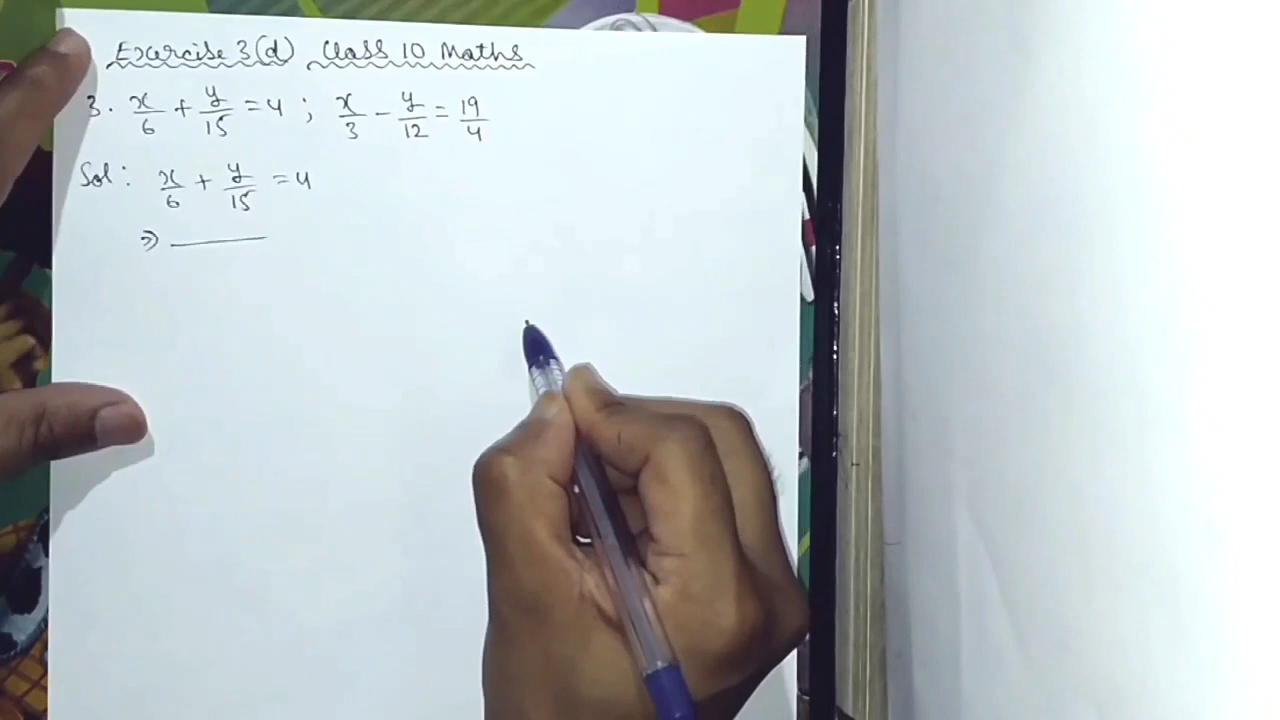 Exercise 3(d) Class 10 Maths
3. x/6 + y/15 = 4 ; x/3 - y/12 = 19/4
Sol: x/6 + y/15 = 4
⇒